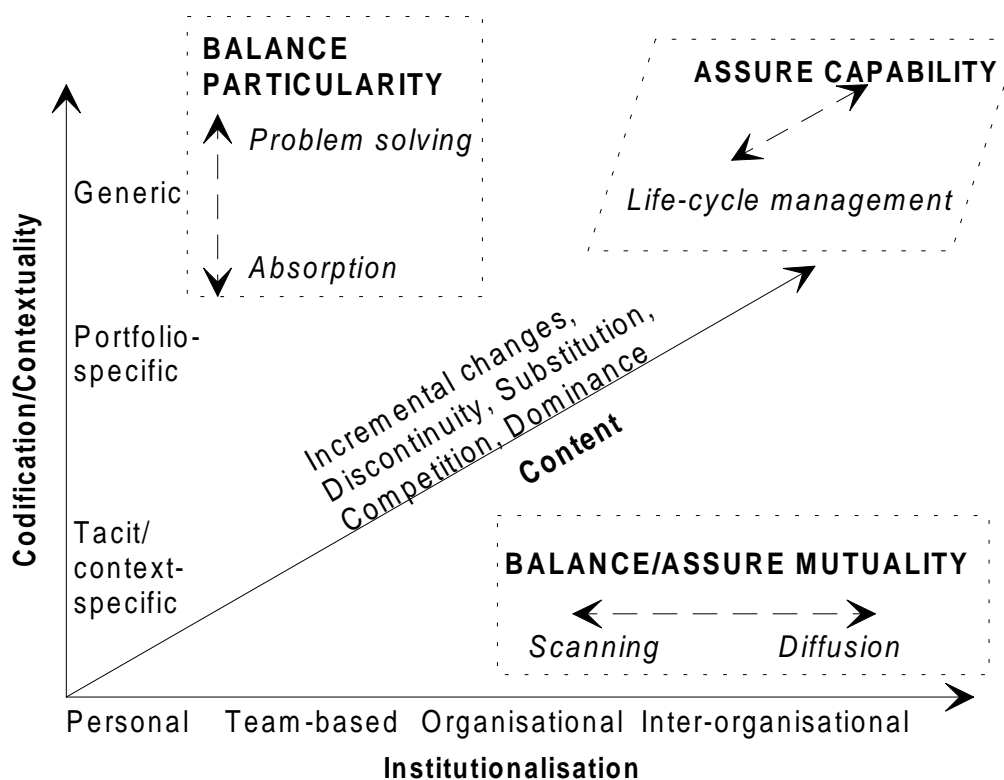 BALANCE
PARTICULARITY
Problem solving
Absorption
ASSURE CAPABILITY
Life-cycle management
Codification/Contextuality
Generic
Portfolio-
specific
Tacit/
context-
specific
Incremental changes,
Discontinuity, Substitution,
Competition, Dominance
Content
BALANCE/ASSURE MUTUALITY
Scanning Diffusion
Personal Team-based Organisational Inter-organisational
Institutionalisation